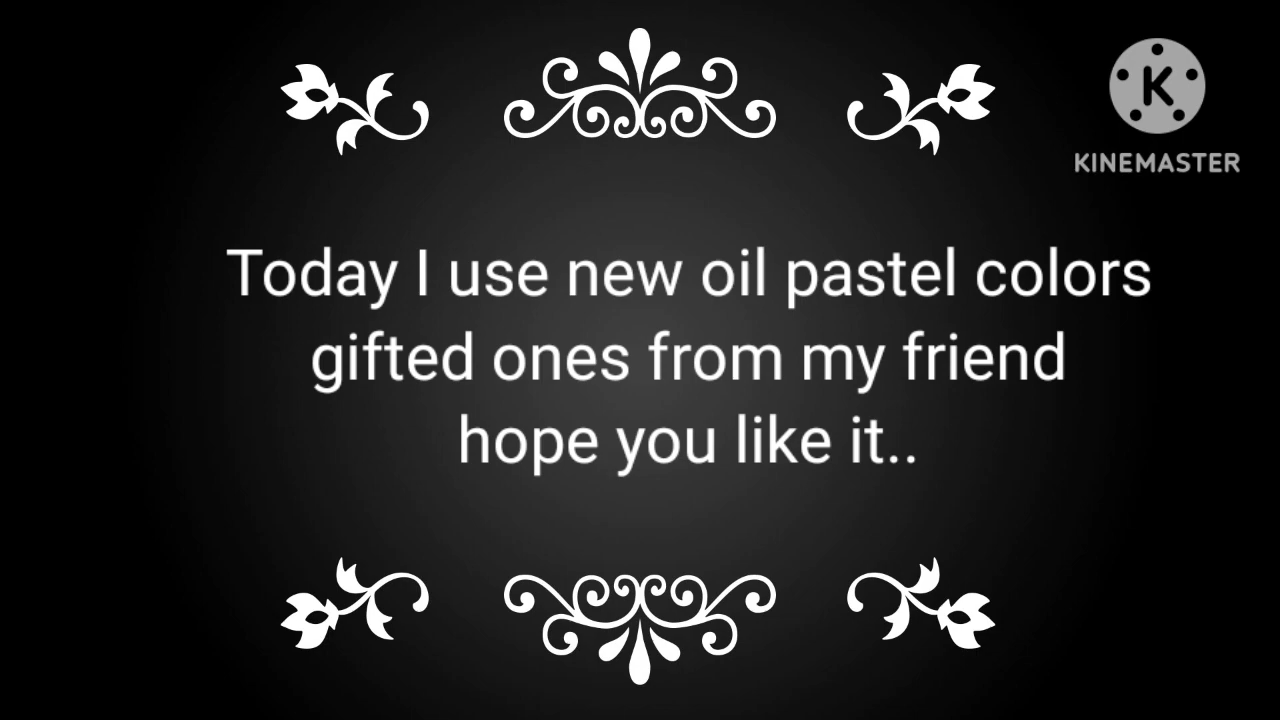 K
KINEMASTER
Today I use new oil pastel colors
gifted ones from my friend
hope you like it..